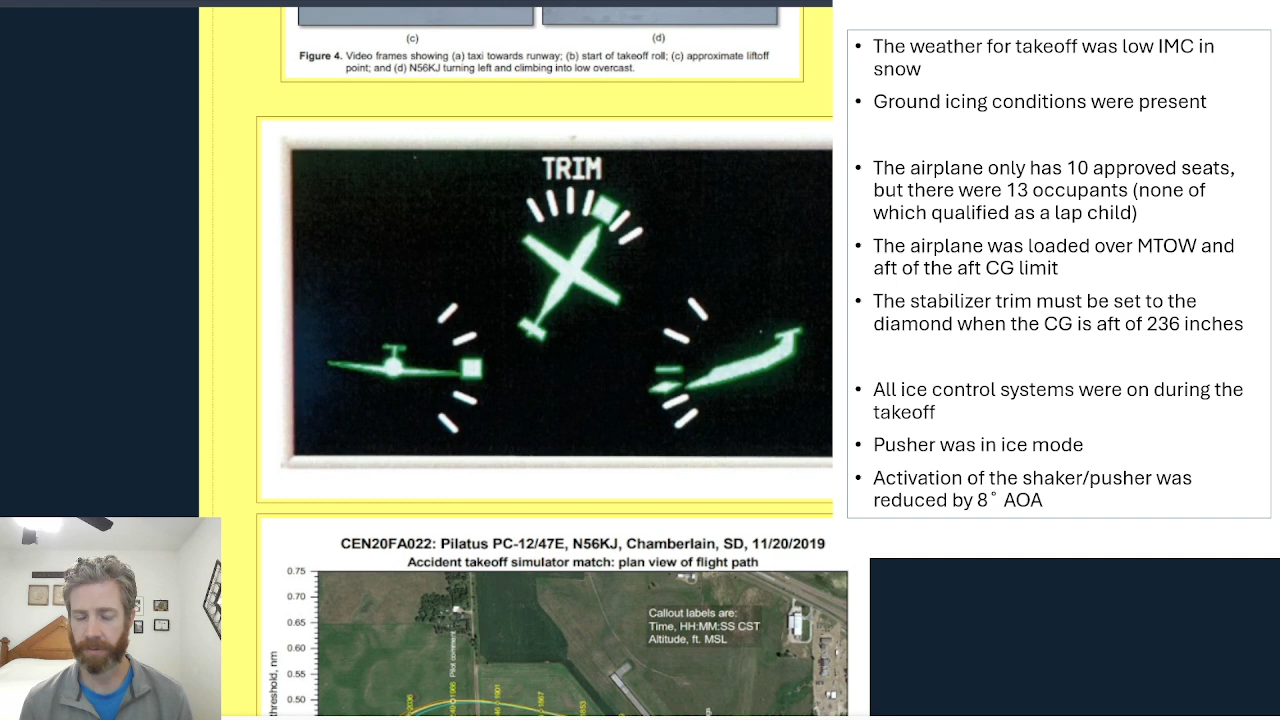 (c)
(d)
Figure 4. Video frames showing (a) taxi towards runway; (b) start of takeoff roll; (c) approximate liftoff
point; and (d) N56KJ turning left and climbing into low overcast.
TRIM
• The weather for takeoff was low IMC in
snow
• Ground icing conditions were present
• The airplane only has 10 approved seats,
but there were 13 occupants (none of
which qualified as a lap child)
• The airplane was loaded over MTOW and
aft of the aft CG limit
• The stabilizer trim must be set to the
diamond when the CG is aft of 236 inches
• All ice control systems were on during the
takeoff
• Pusher was in ice mode
• Activation of the shaker/pusher was
reduced by 8˚ AOA
CEN20FA022: Pilatus PC-12/47E, N56KJ, Chamberlain, SD, 11/20/2019
Accident takeoff simulator match: plan view of flight path
0.75
0.70
0.65
0.60
0.55
0.50
threshold, nm
Callout labels are:
Time, HH:MM:SS CST
Altitude, ft. MSL
Pilot comment